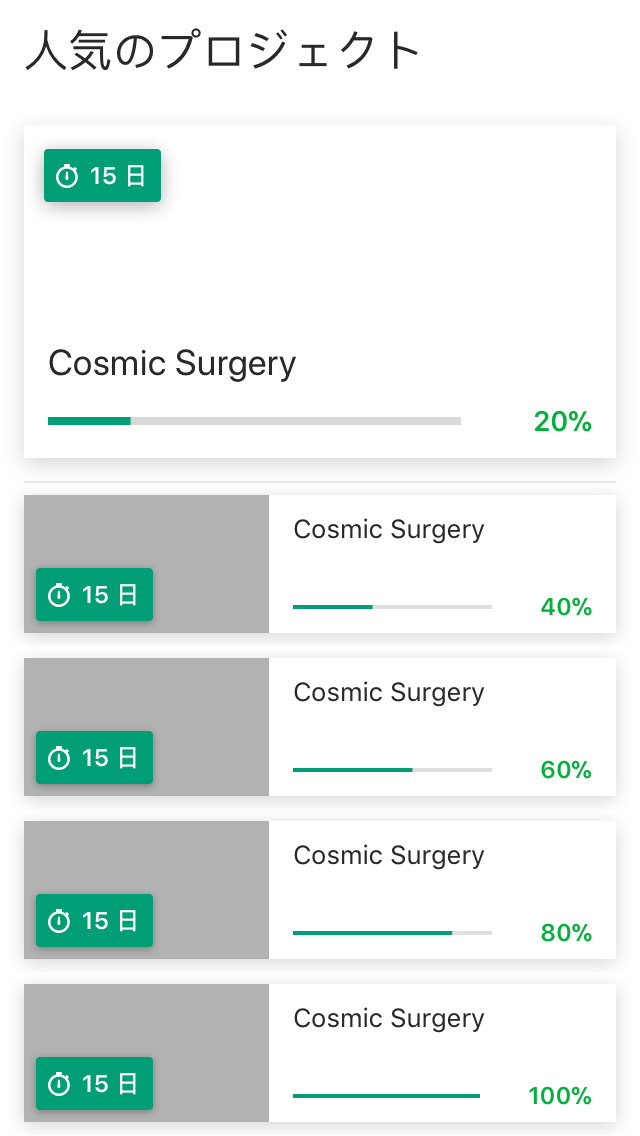 人気のプロジェクト
15 日
Cosmic Surgery
20%
Cosmic Surgery
15 日
40%
Cosmic Surgery
15 日
60%
Cosmic Surgery
15 日
80%
Cosmic Surgery
15 日
100%